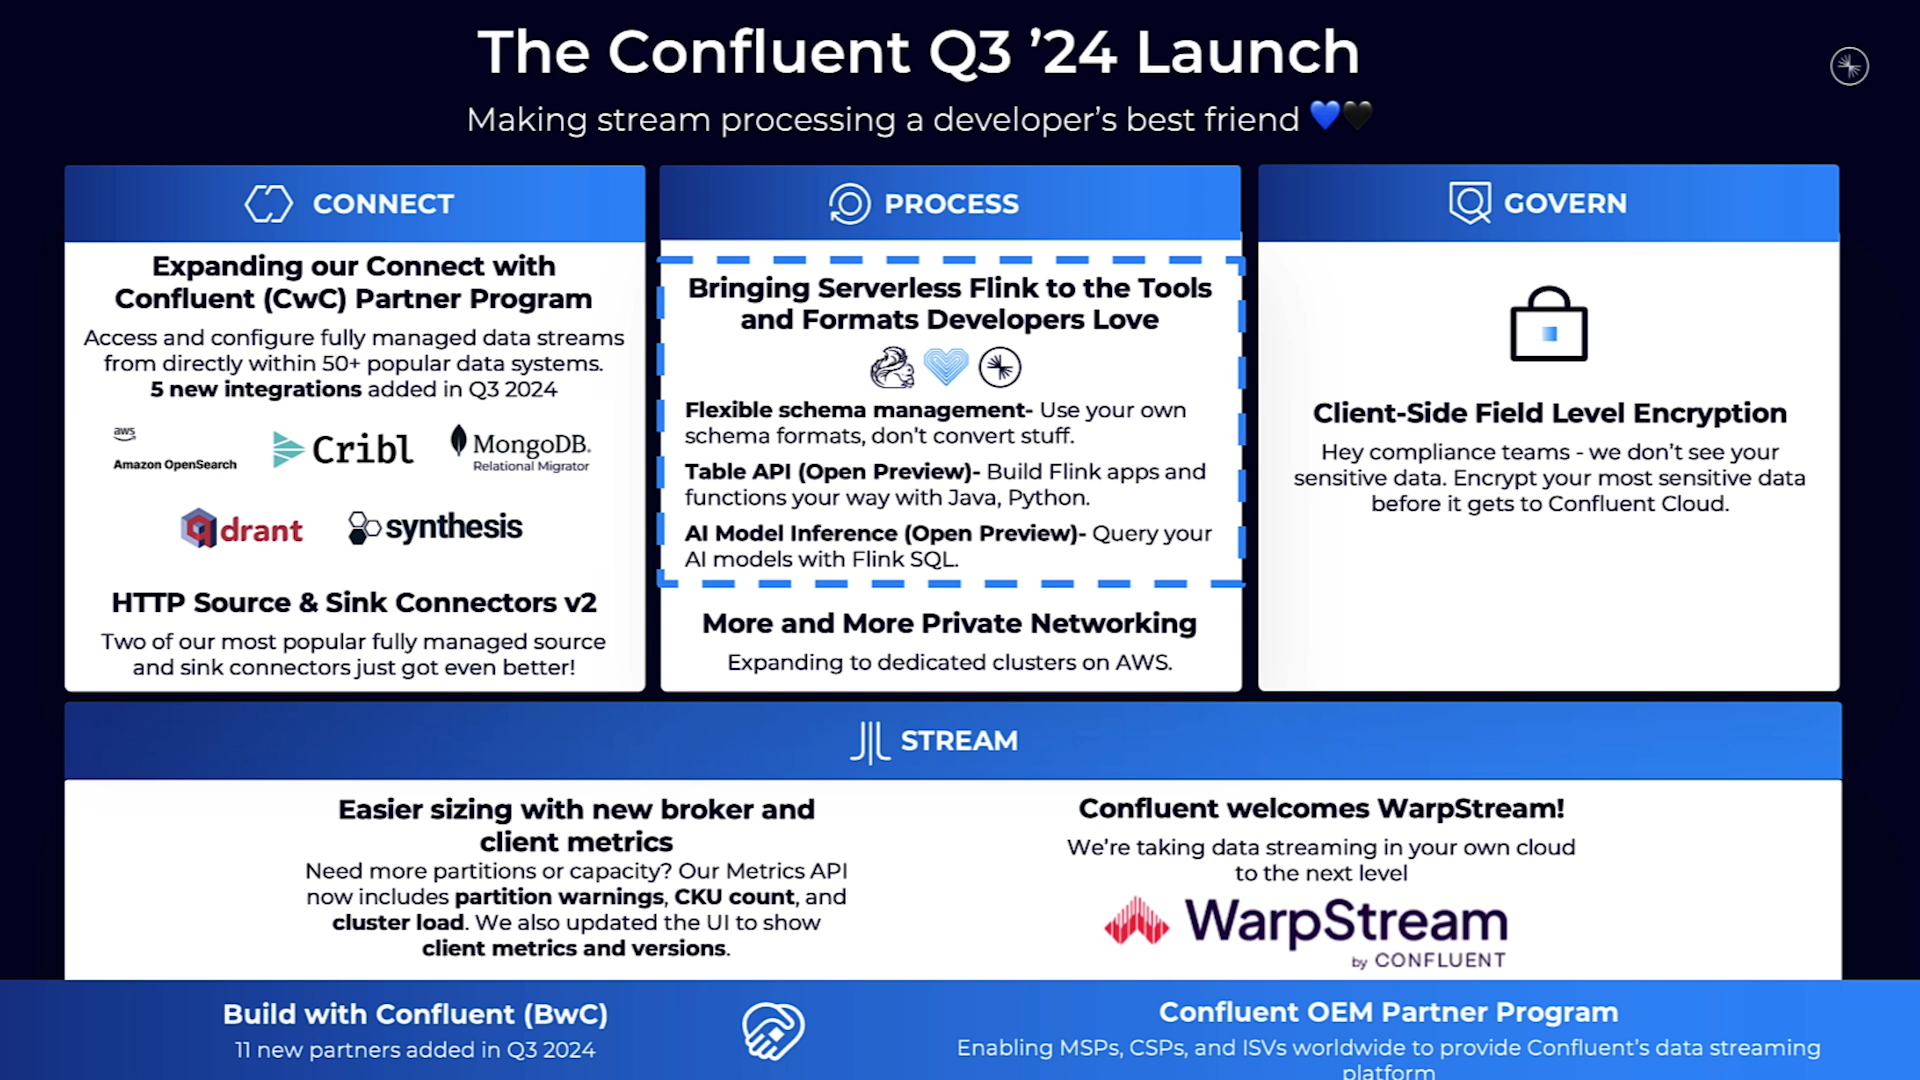 The Confluent Q3 ’24 Launch
Making stream processing a developer’s best friend 💙🖤
CONNECT
Expanding our Connect with
Confluent (CwC) Partner Program
Access and configure fully managed data streams
from directly within 50+ popular data systems.
5 new integrations added in Q3 2024
aws
Amazon OpenSearch
Cribl
MongoDB.
Relational Migrator
qdrant
synthesis
HTTP Source & Sink Connectors v2
Two of our most popular fully managed source
and sink connectors just got even better!
PROCESS
Bringing Serverless Flink to the Tools
and Formats Developers Love
Flexible schema management- Use your own
schema formats, don’t convert stuff.
Table API (Open Preview)- Build Flink apps and
functions your way with Java, Python.
AI Model Inference (Open Preview)- Query your
AI models with Flink SQL.
More and More Private Networking
Expanding to dedicated clusters on AWS.
GOVERN
Client-Side Field Level Encryption
Hey compliance teams - we don’t see your
sensitive data. Encrypt your most sensitive data
before it gets to Confluent Cloud.
STREAM
Easier sizing with new broker and
client metrics
Need more partitions or capacity? Our Metrics API
now includes partition warnings, CKU count, and
cluster load. We also updated the UI to show
client metrics and versions.
Confluent welcomes WarpStream!
We’re taking data streaming in your own cloud
to the next level
WarpStream
by CONFLUENT
Build with Confluent (BwC)
11 new partners added in Q3 2024
Confluent OEM Partner Program
Enabling MSPs, CSPs, and ISVs worldwide to provide Confluent’s data streaming
platform